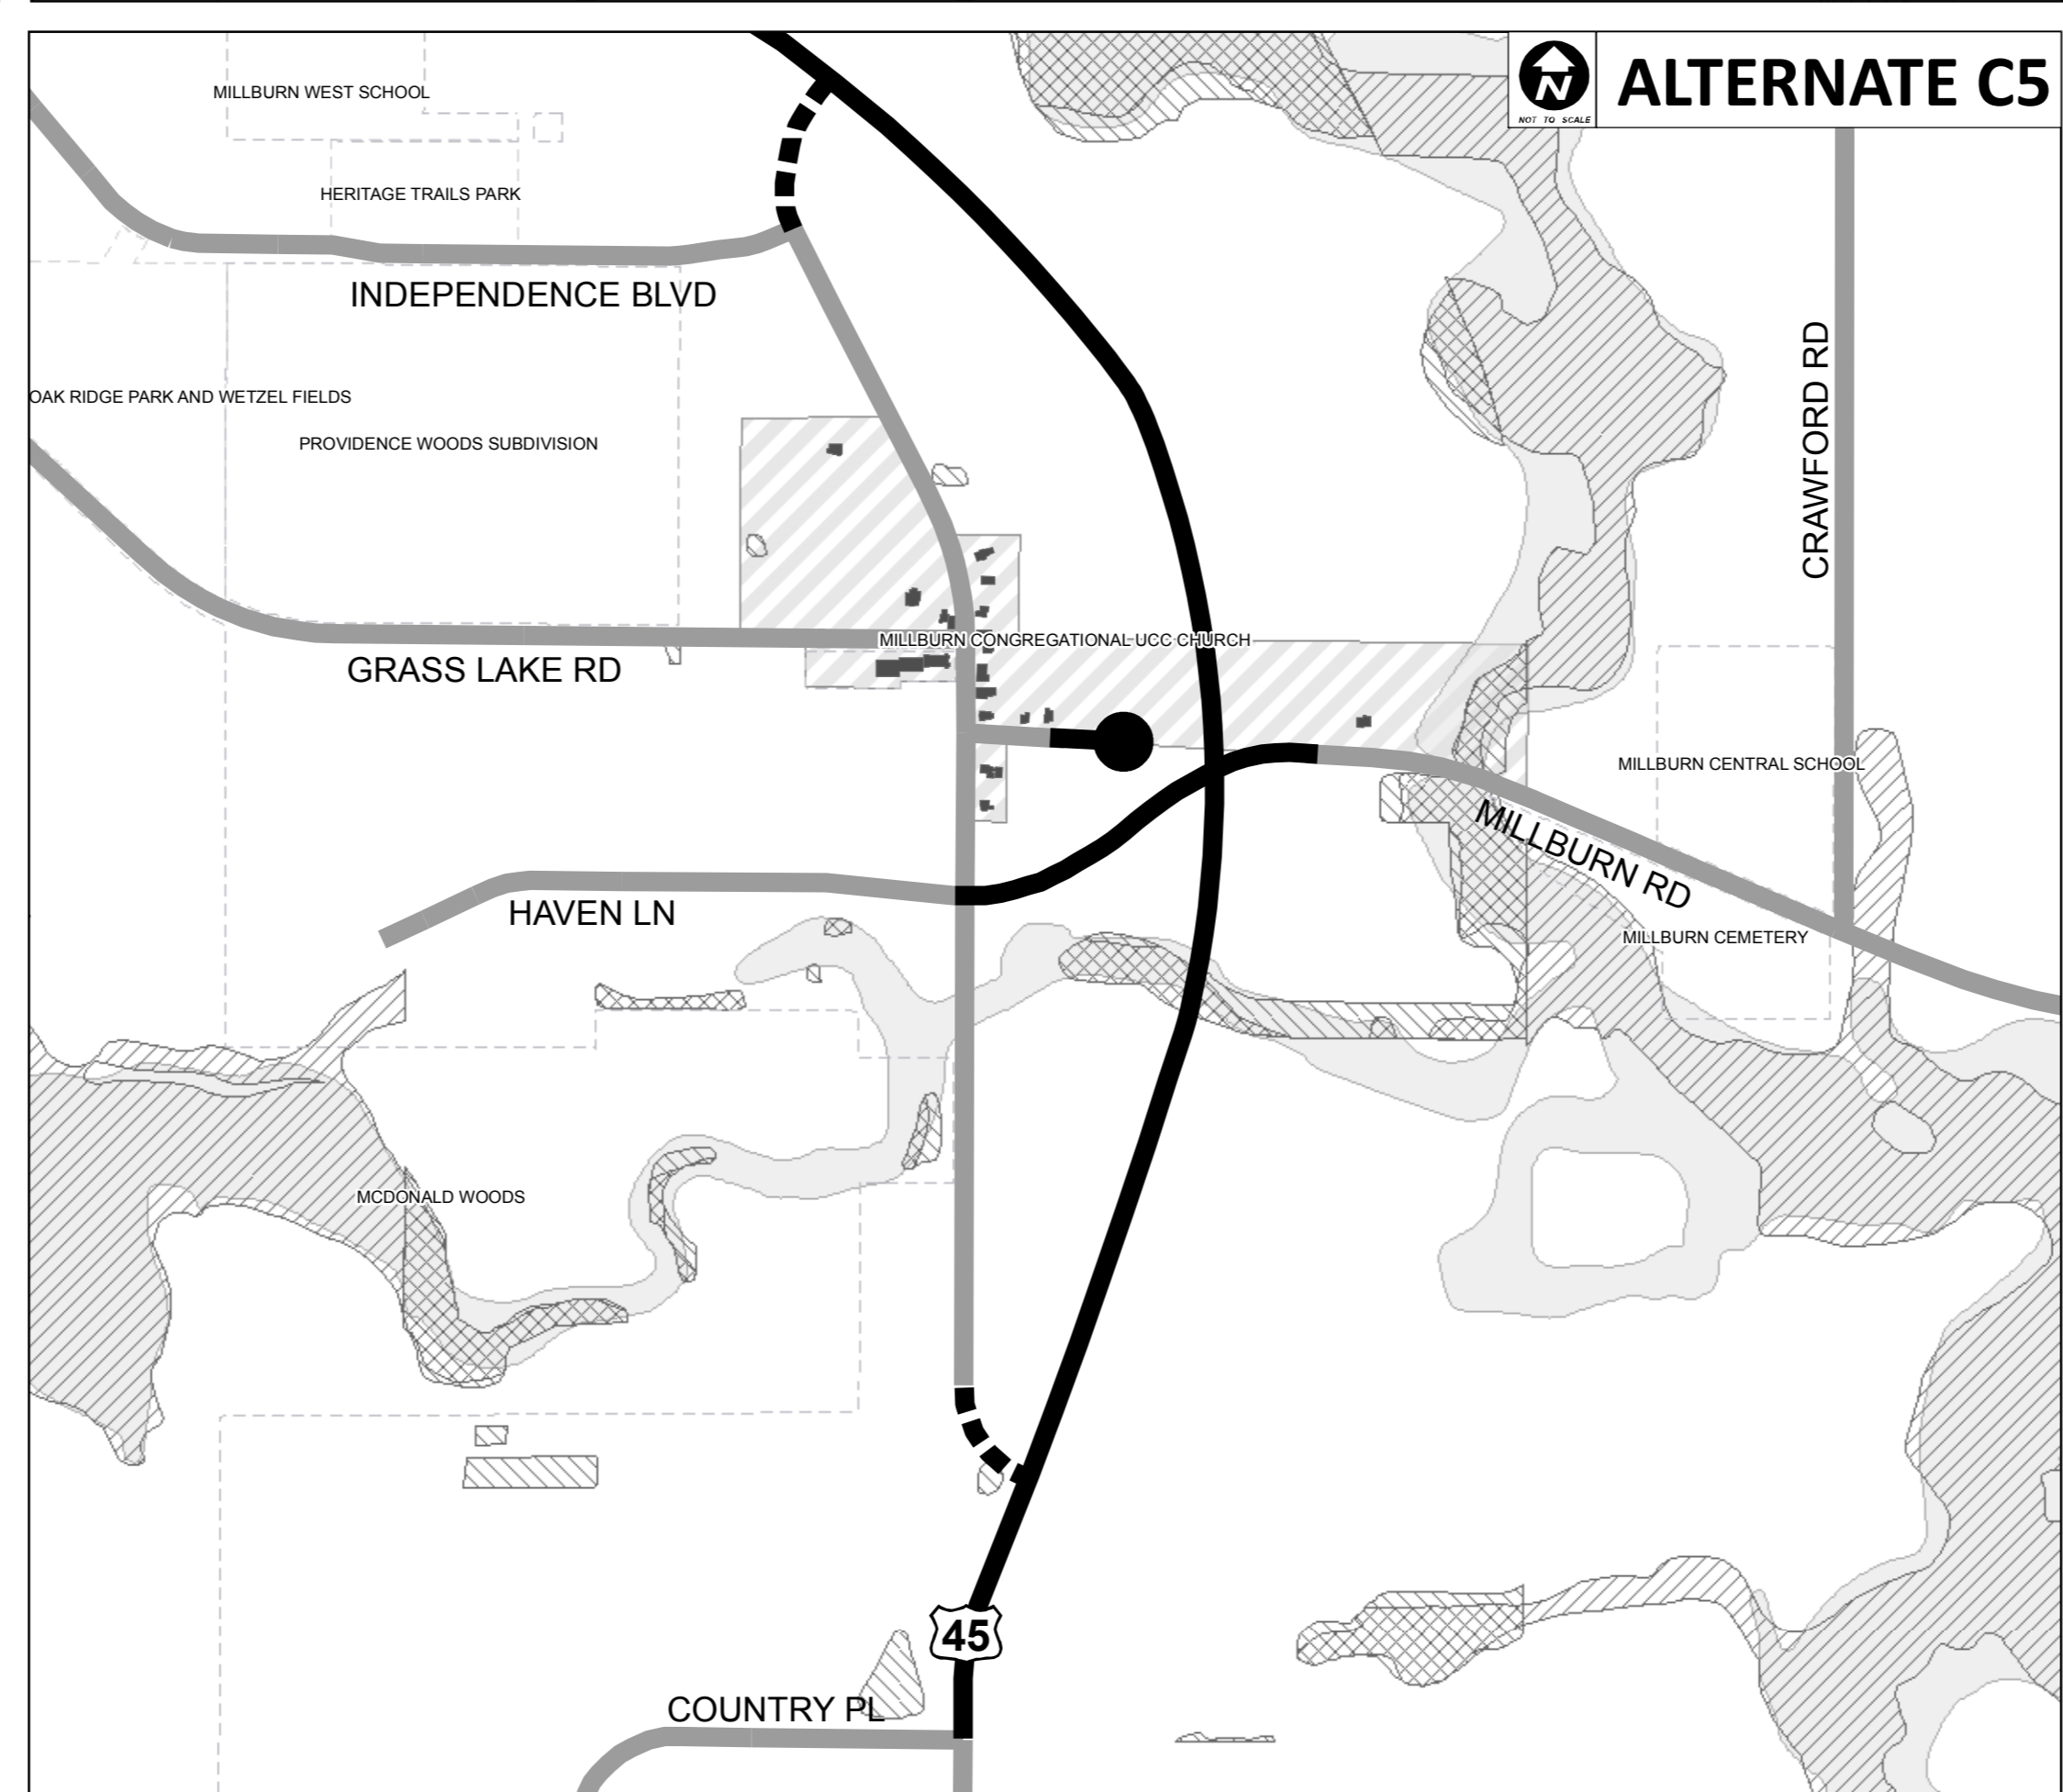 N
NOT TO SCALE
ALTERNATE C5
MILLBURN WEST SCHOOL
HERITAGE TRAILS PARK
INDEPENDENCE BLVD
OAK RIDGE PARK AND WETZEL FIELDS
PROVIDENCE WOODS SUBDIVISION
CRAWFORD RD
MILLBURN CONGREGATIONAL UCC CHURCH
GRASS LAKE RD
MILLBURN CENTRAL SCHOOL
MILLBURN RD
HAVEN LN
MILLBURN CEMETERY
MCDONALD WOODS
45
COUNTRY PL